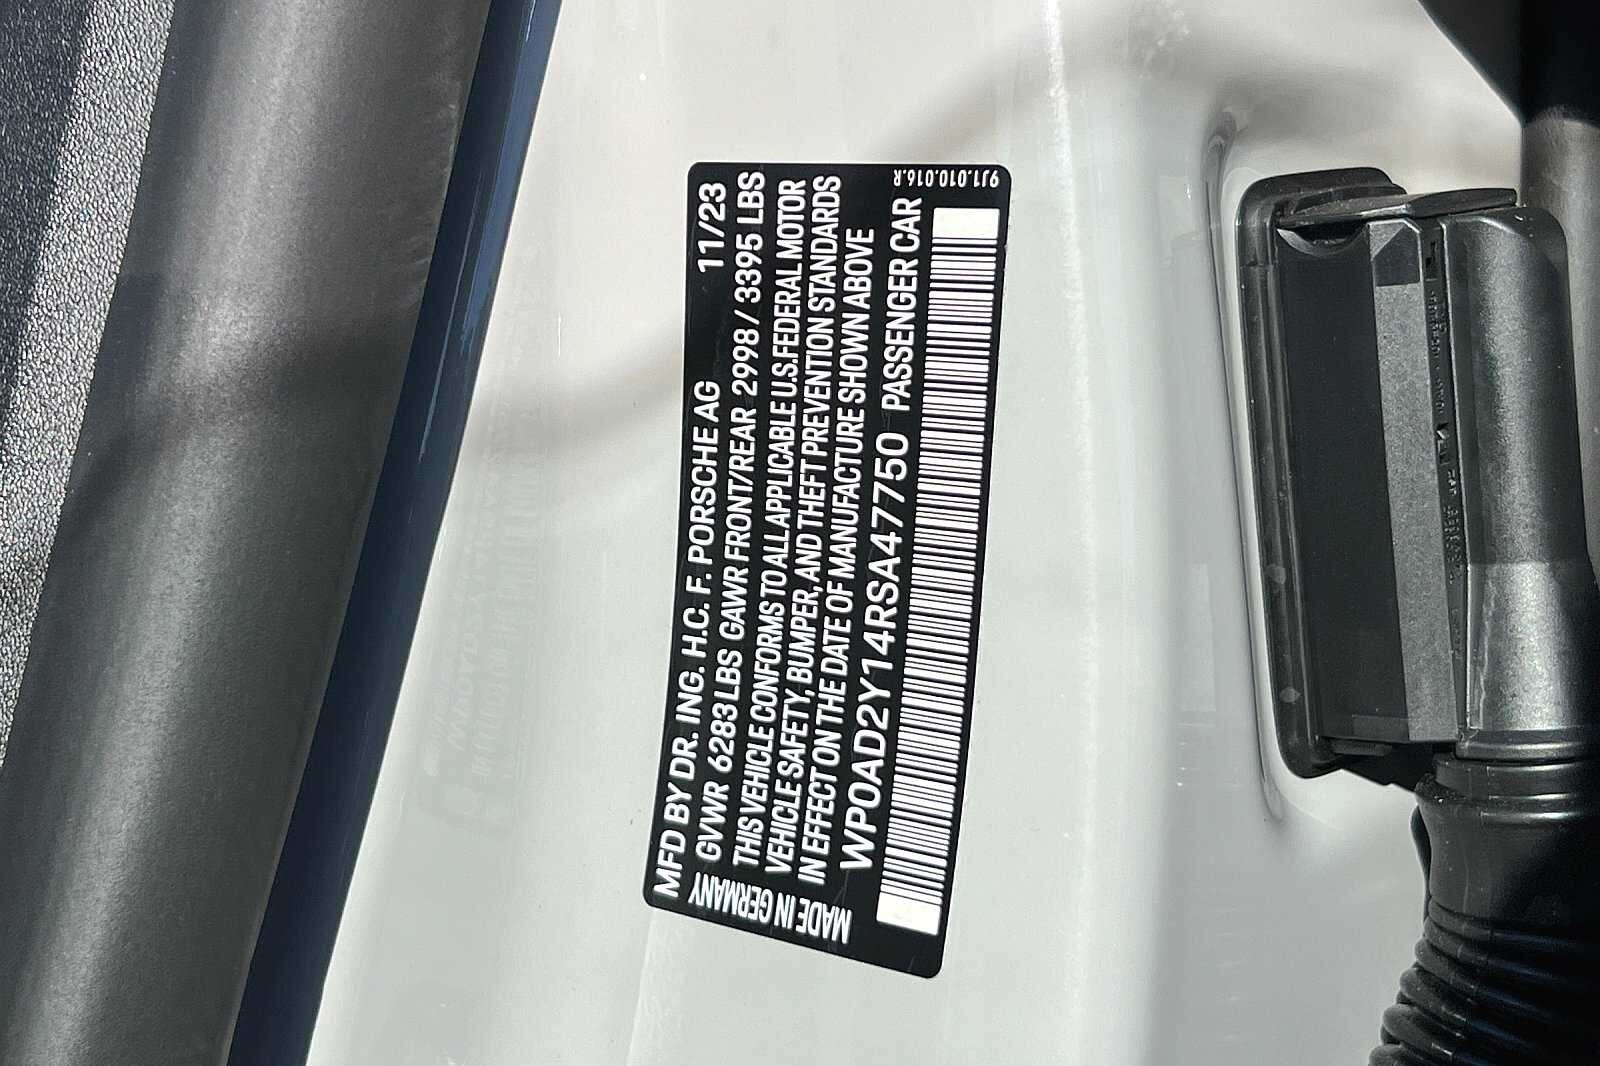 MFD BY DR. ING. H.C. F. PORSCHE AG 11/23
GVWR 6283 LBS GAWR FRONT/REAR 2998 / 3395 LBS
THIS VEHICLE CONFORMS TO ALL APPLICABLE U.S.FEDERAL MOTOR
VEHICLE SAFETY, BUMPER, AND THEFT PREVENTION STANDARDS
IN EFFECT ON THE DATE OF MANUFACTURE SHOWN ABOVE
WP0AD2Y14RSA47750 PASSENGER CAR
MADE IN GERMANY
9J1.010.016.R